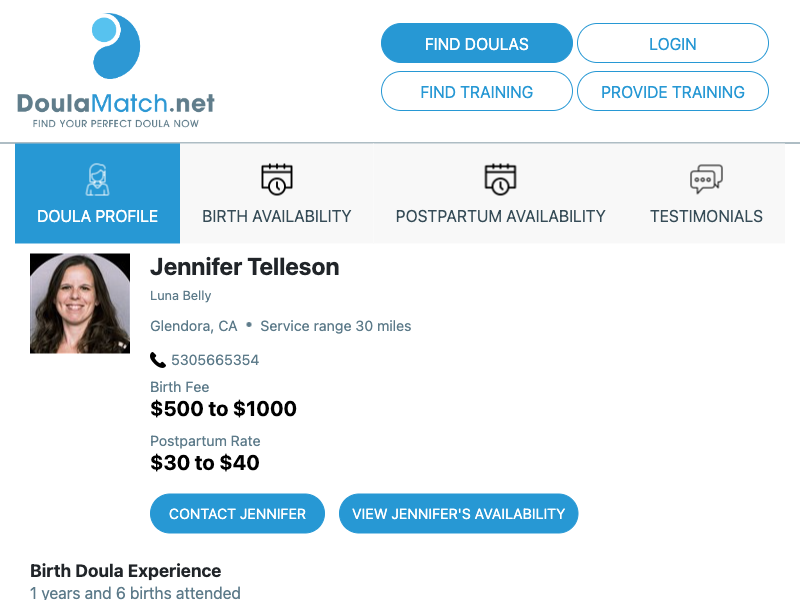 DoulaMatch.net
FIND YOUR PERFECT DOULA NOW
FIND DOULAS
LOGIN
FIND TRAINING
PROVIDE TRAINING
DOULA PROFILE
BIRTH AVAILABILITY
POSTPARTUM AVAILABILITY
TESTIMONIALS
Jennifer Telleson
Luna Belly
Glendora, CA • Service range 30 miles
5305665354
Birth Fee
$500 to $1000
Postpartum Rate
$30 to $40
CONTACT JENNIFER
VIEW JENNIFER'S AVAILABILITY
Birth Doula Experience
1 years and 6 births attended